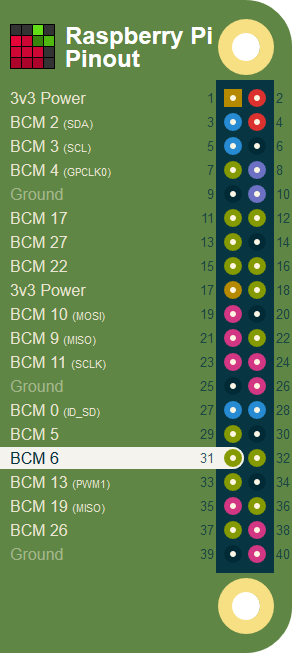 Raspberry Pi
Pinout
3v3 Power 1 2
BCM 2 (SDA) 3 4
BCM 3 (SCL) 5 6
BCM 4 (GPCLK0) 7 8
Ground 9 10
BCM 17 11 12
BCM 27 13 14
BCM 22 15 16
3v3 Power 17 18
BCM 10 (MOSI) 19 20
BCM 9 (MISO) 21 22
BCM 11 (SCLK) 23 24
Ground 25 26
BCM 0 (ID_SD) 27 28
BCM 5 29 30
BCM 6 31 32
BCM 13 (PWM1) 33 34
BCM 19 (MISO) 35 36
BCM 26 37 38
Ground 39 40